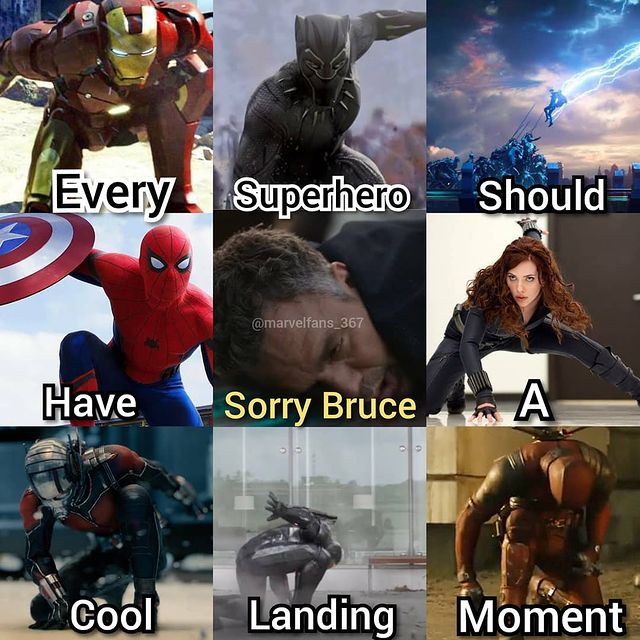 Every
Superhero
Should
Have
@marvelfans_367
Sorry Bruce
A
Cool
Landing
Moment